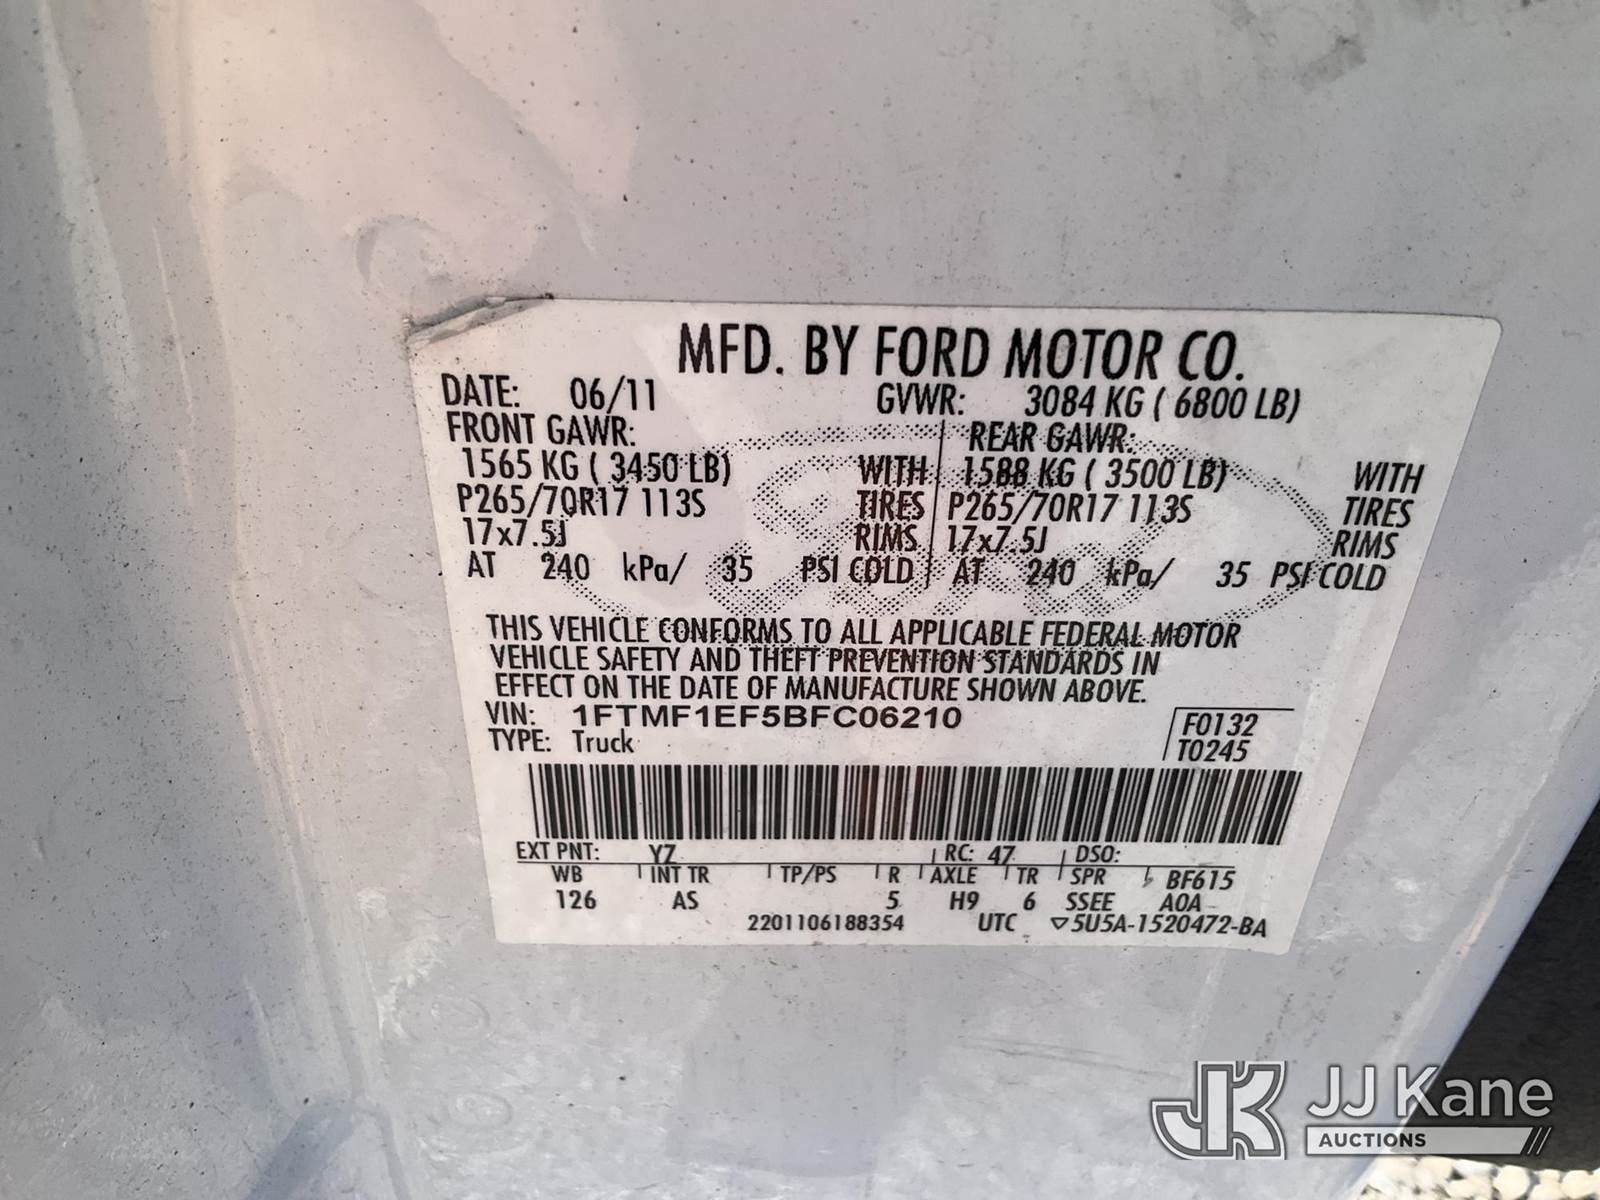 MFD. BY FORD MOTOR CO.
DATE: 06/11 GVWR: 3084 KG ( 6800 LB)
FRONT GAWR: REAR GAWR:
1565 KG ( 3450 LB) WITH 1588 KG ( 3500 LB) WITH
P265/70R17 113S TIRES P265/70R17 113S TIRES
17x7.5J RIMS 17x7.5J RIMS
AT 240 kPa/ 35 PSI COLD AT 240 kPa/ 35 PSI COLD
THIS VEHICLE CONFORMS TO ALL APPLICABLE FEDERAL MOTOR
VEHICLE SAFETY AND THEFT PREVENTION STANDARDS IN
EFFECT ON THE DATE OF MANUFACTURE SHOWN ABOVE.
VIN: 1FTMF1EF5BFC06210 F0132
TYPE: Truck T0245
EXT PNT: YZ RC: 47 DSO:
WB INT TR TP/PS R AXLE TR SPR BF615
126 AS 5 H9 6 SSEE A0A
2201106188354 UTC ▽5U5A-1520472-BA
JK JJ Kane
AUCTIONS